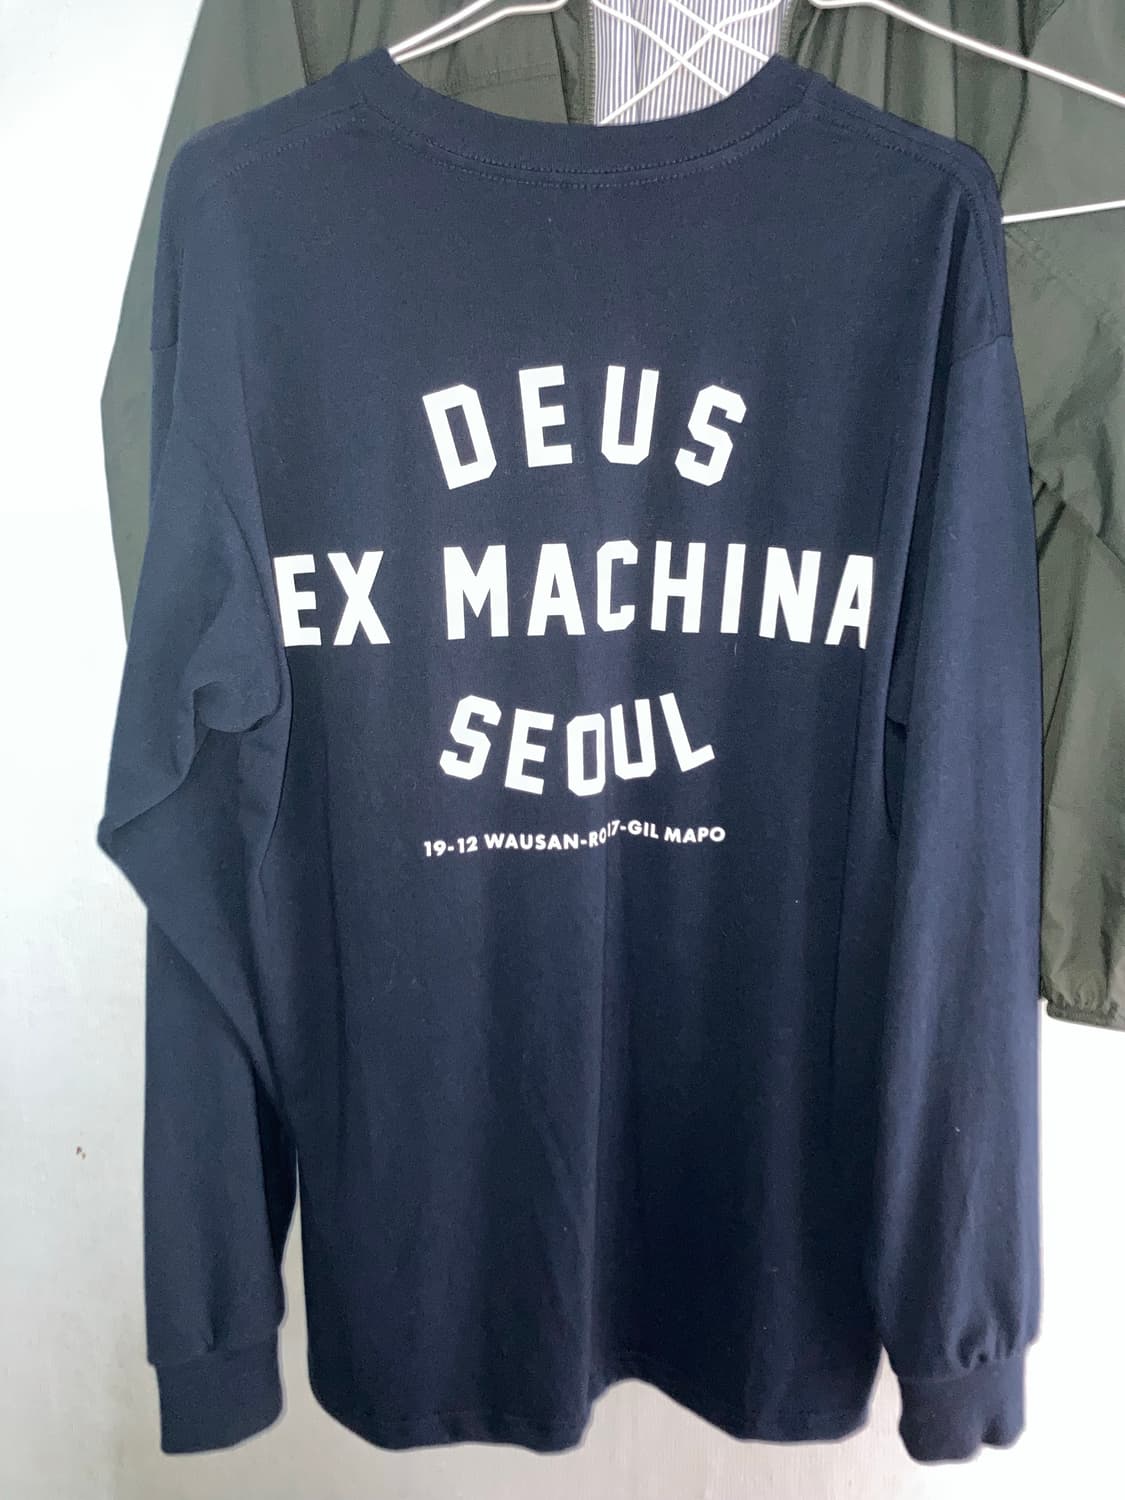 DEUS
EX MACHINA
SEOUL
19-12 WAUSAN-RO 17-GIL MAPO